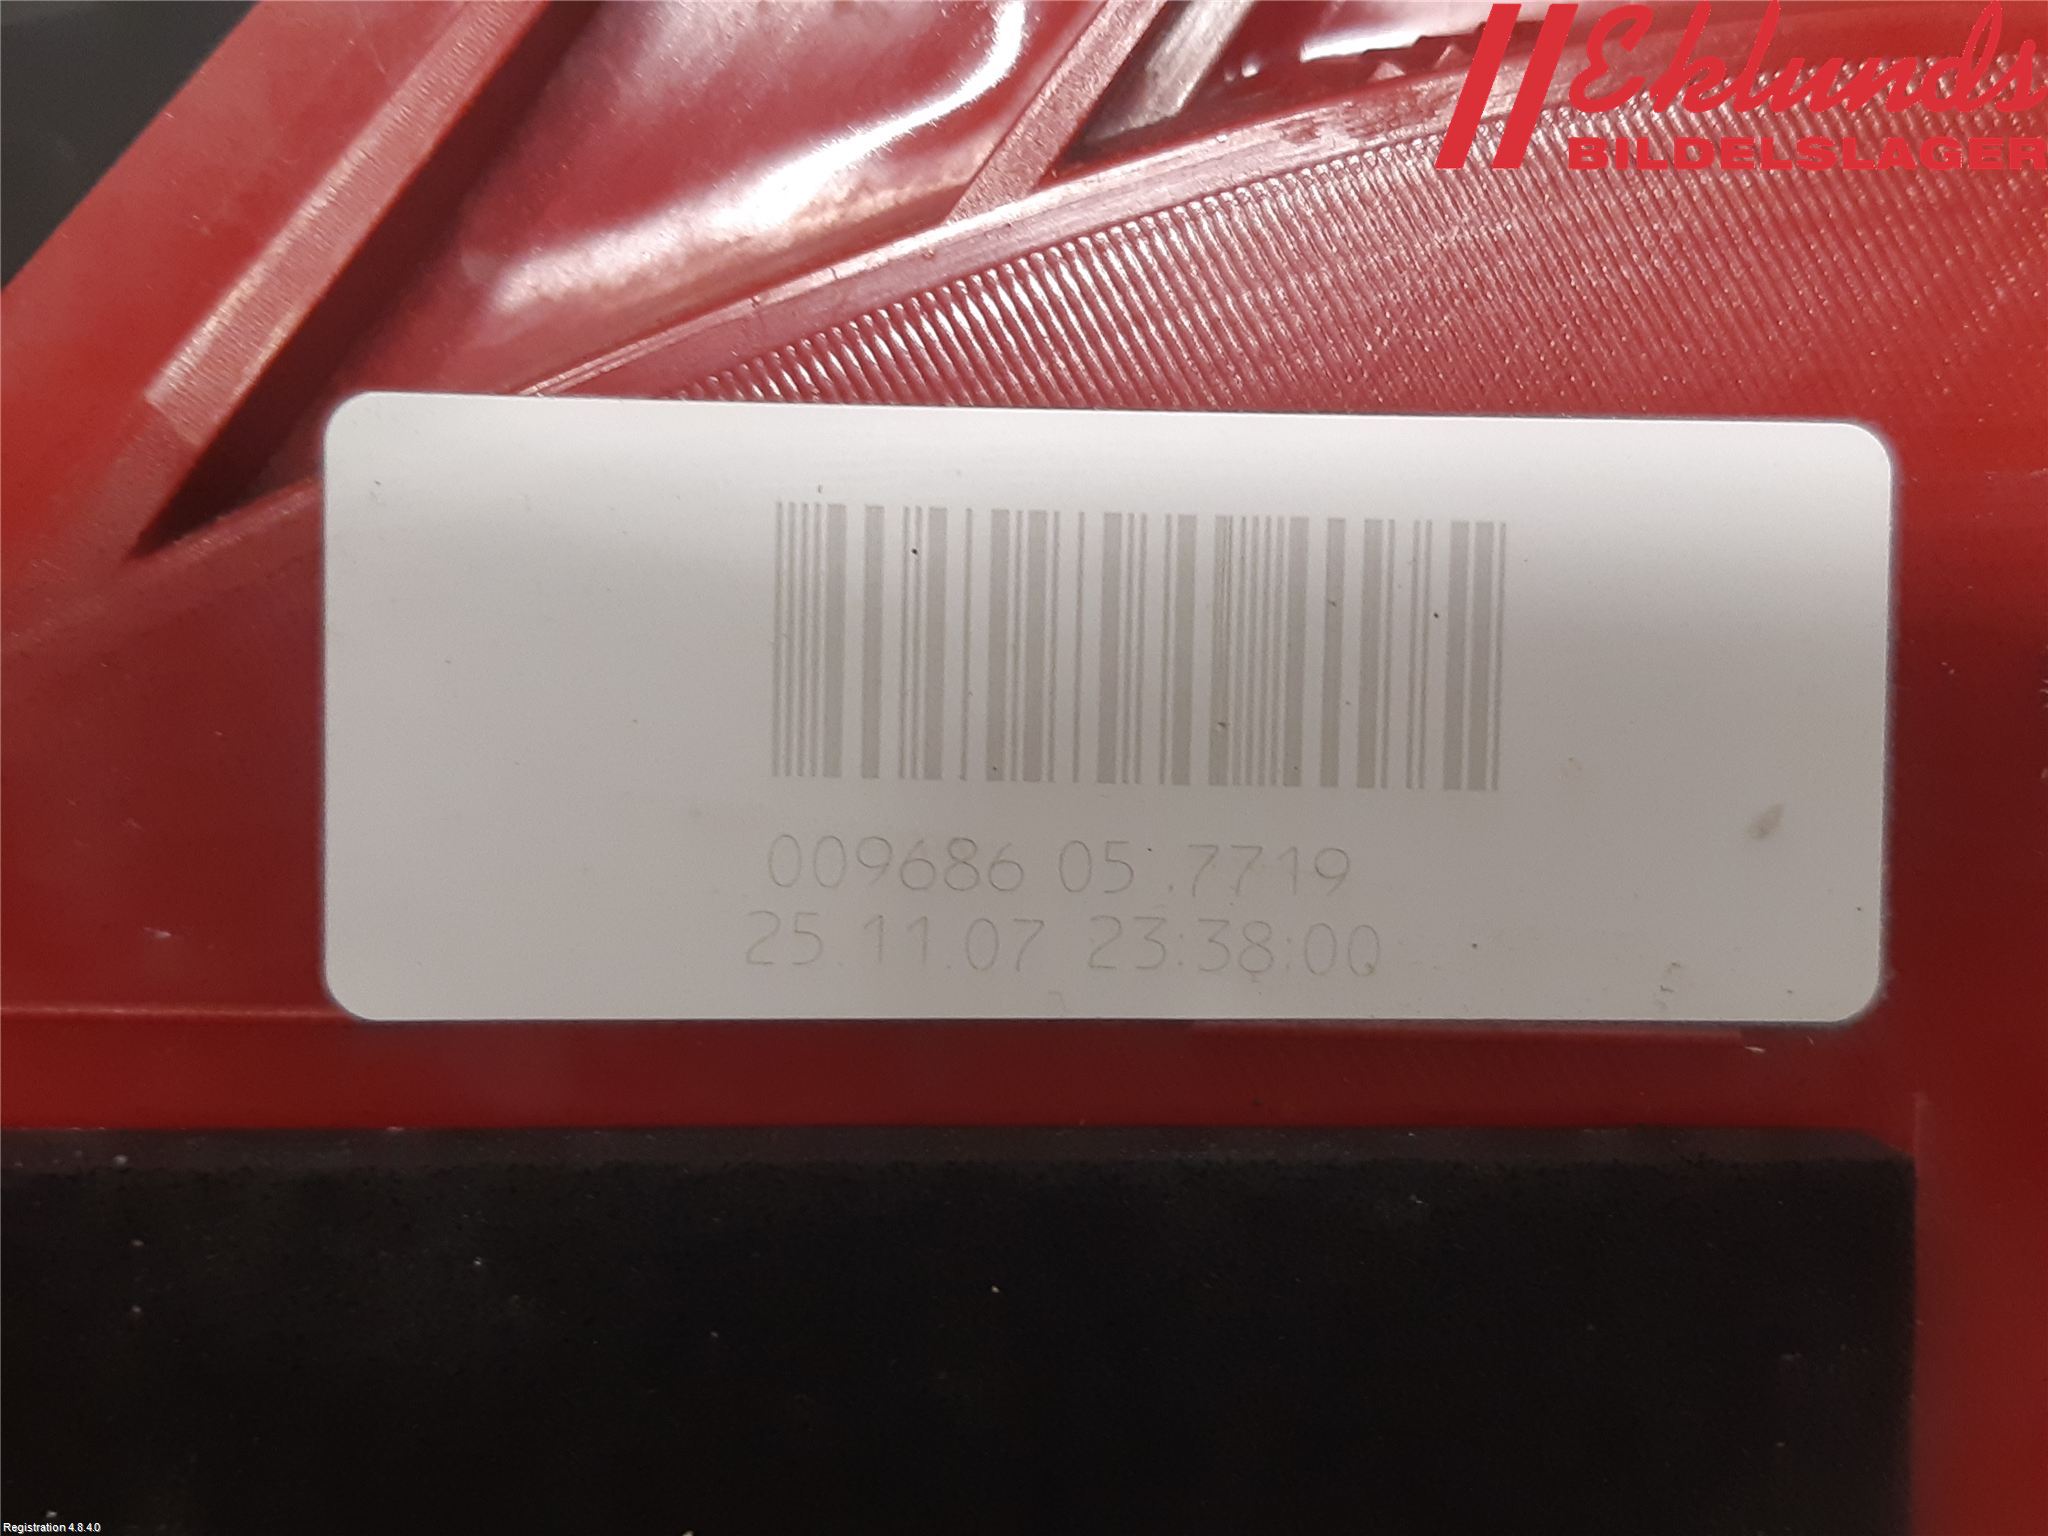 Eklunds
BILDELSLAGER
009686 05 7719
25.11.07 23:38:00
Registration 4.8.4.0